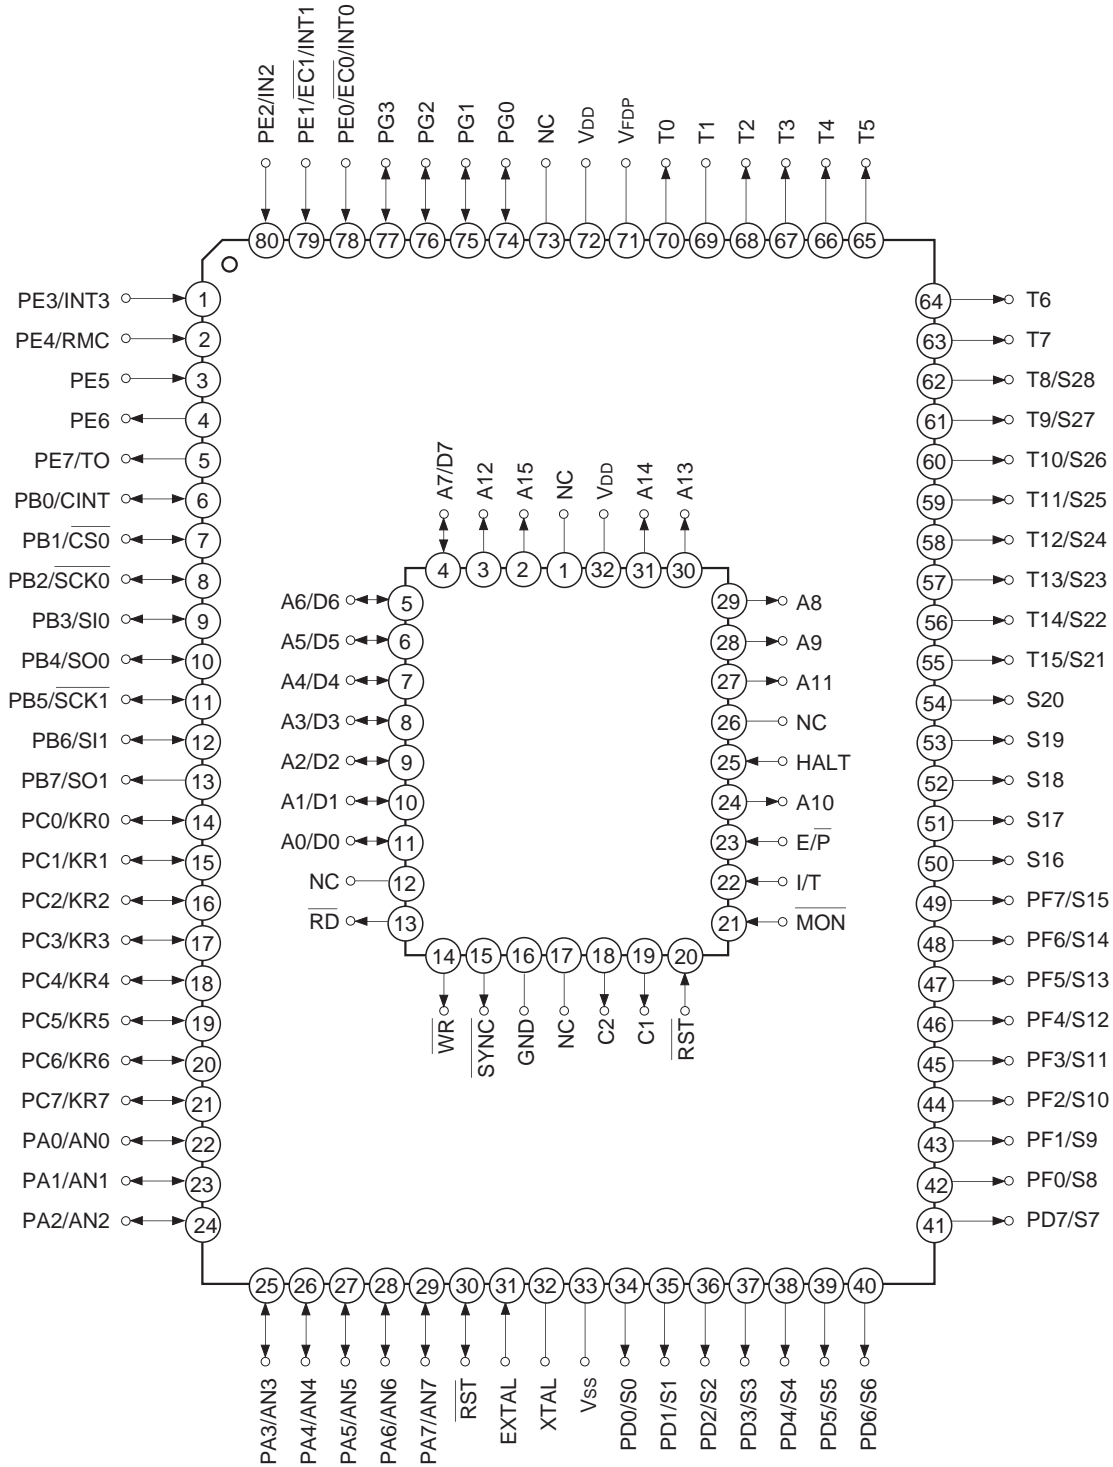 PE2/IN2
PE1/EC1/INT1
PE0/EC0/INT0
PG3
PG2
PG1
PG0
NC
VDD
VFDP
T0
T1
T2
T3
T4
T5
80 79 78 77 76 75 74 73 72 71 70 69 68 67 66 65
PE3/INT3 1
PE4/RMC 2
PE5 3
PE6 4
PE7/TO 5
PB0/CINT 6
PB1/CS0 7
PB2/SCK0 8
PB3/SI0 9
PB4/SO0 10
PB5/SCK1 11
PB6/SI1 12
PB7/SO1 13
PC0/KR0 14
PC1/KR1 15
PC2/KR2 16
PC3/KR3 17
PC4/KR4 18
PC5/KR5 19
PC6/KR6 20
PC7/KR7 21
PA0/AN0 22
PA1/AN1 23
PA2/AN2 24
A7/D7
A12
A15
NC
VDD
A14
A13
4 3 2 1 32 31 30
A6/D6 5
A5/D5 6
A4/D4 7
A3/D3 8
A2/D2 9
A1/D1 10
A0/D0 11
NC 12
RD 13
29 A8
28 A9
27 A11
26 NC
25 HALT
24 A10
23 E/P
22 I/T
21 MON
14 15 16 17 18 19 20
WR
SYNC
GND
NC
C2
C1
RST
64 T6
63 T7
62 T8/S28
61 T9/S27
60 T10/S26
59 T11/S25
58 T12/S24
57 T13/S23
56 T14/S22
55 T15/S21
54 S20
53 S19
52 S18
51 S17
50 S16
49 PF7/S15
48 PF6/S14
47 PF5/S13
46 PF4/S12
45 PF3/S11
44 PF2/S10
43 PF1/S9
42 PF0/S8
41 PD7/S7
25 26 27 28 29 30 31 32 33 34 35 36 37 38 39 40
PA3/AN3
PA4/AN4
PA5/AN5
PA6/AN6
PA7/AN7
RST
EXTAL
XTAL
VSS
PD0/S0
PD1/S1
PD2/S2
PD3/S3
PD4/S4
PD5/S5
PD6/S6